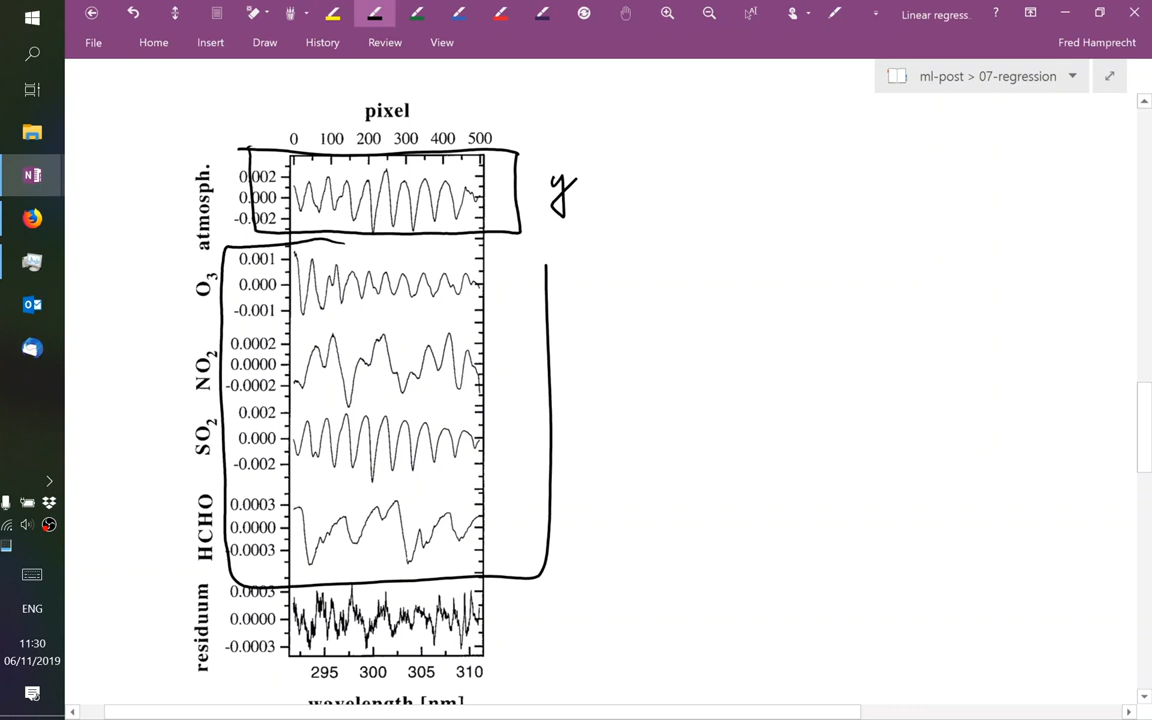 Linear regress...
?
File Home Insert Draw History Review View
Fred Hamprecht
ml-post > 07-regression
pixel
0 100 200 300 400 500
atmosph.
0.002
0.000
-0.002
y
O3
0.001
0.000
-0.001
NO2
0.0002
0.0000
-0.0002
SO2
0.002
0.000
-0.002
HCHO
0.0003
0.0000
-0.0003
residuum
0.0003
0.0000
-0.0003
295 300 305 310
wavelength [nm]
ENG
11:30
06/11/2019